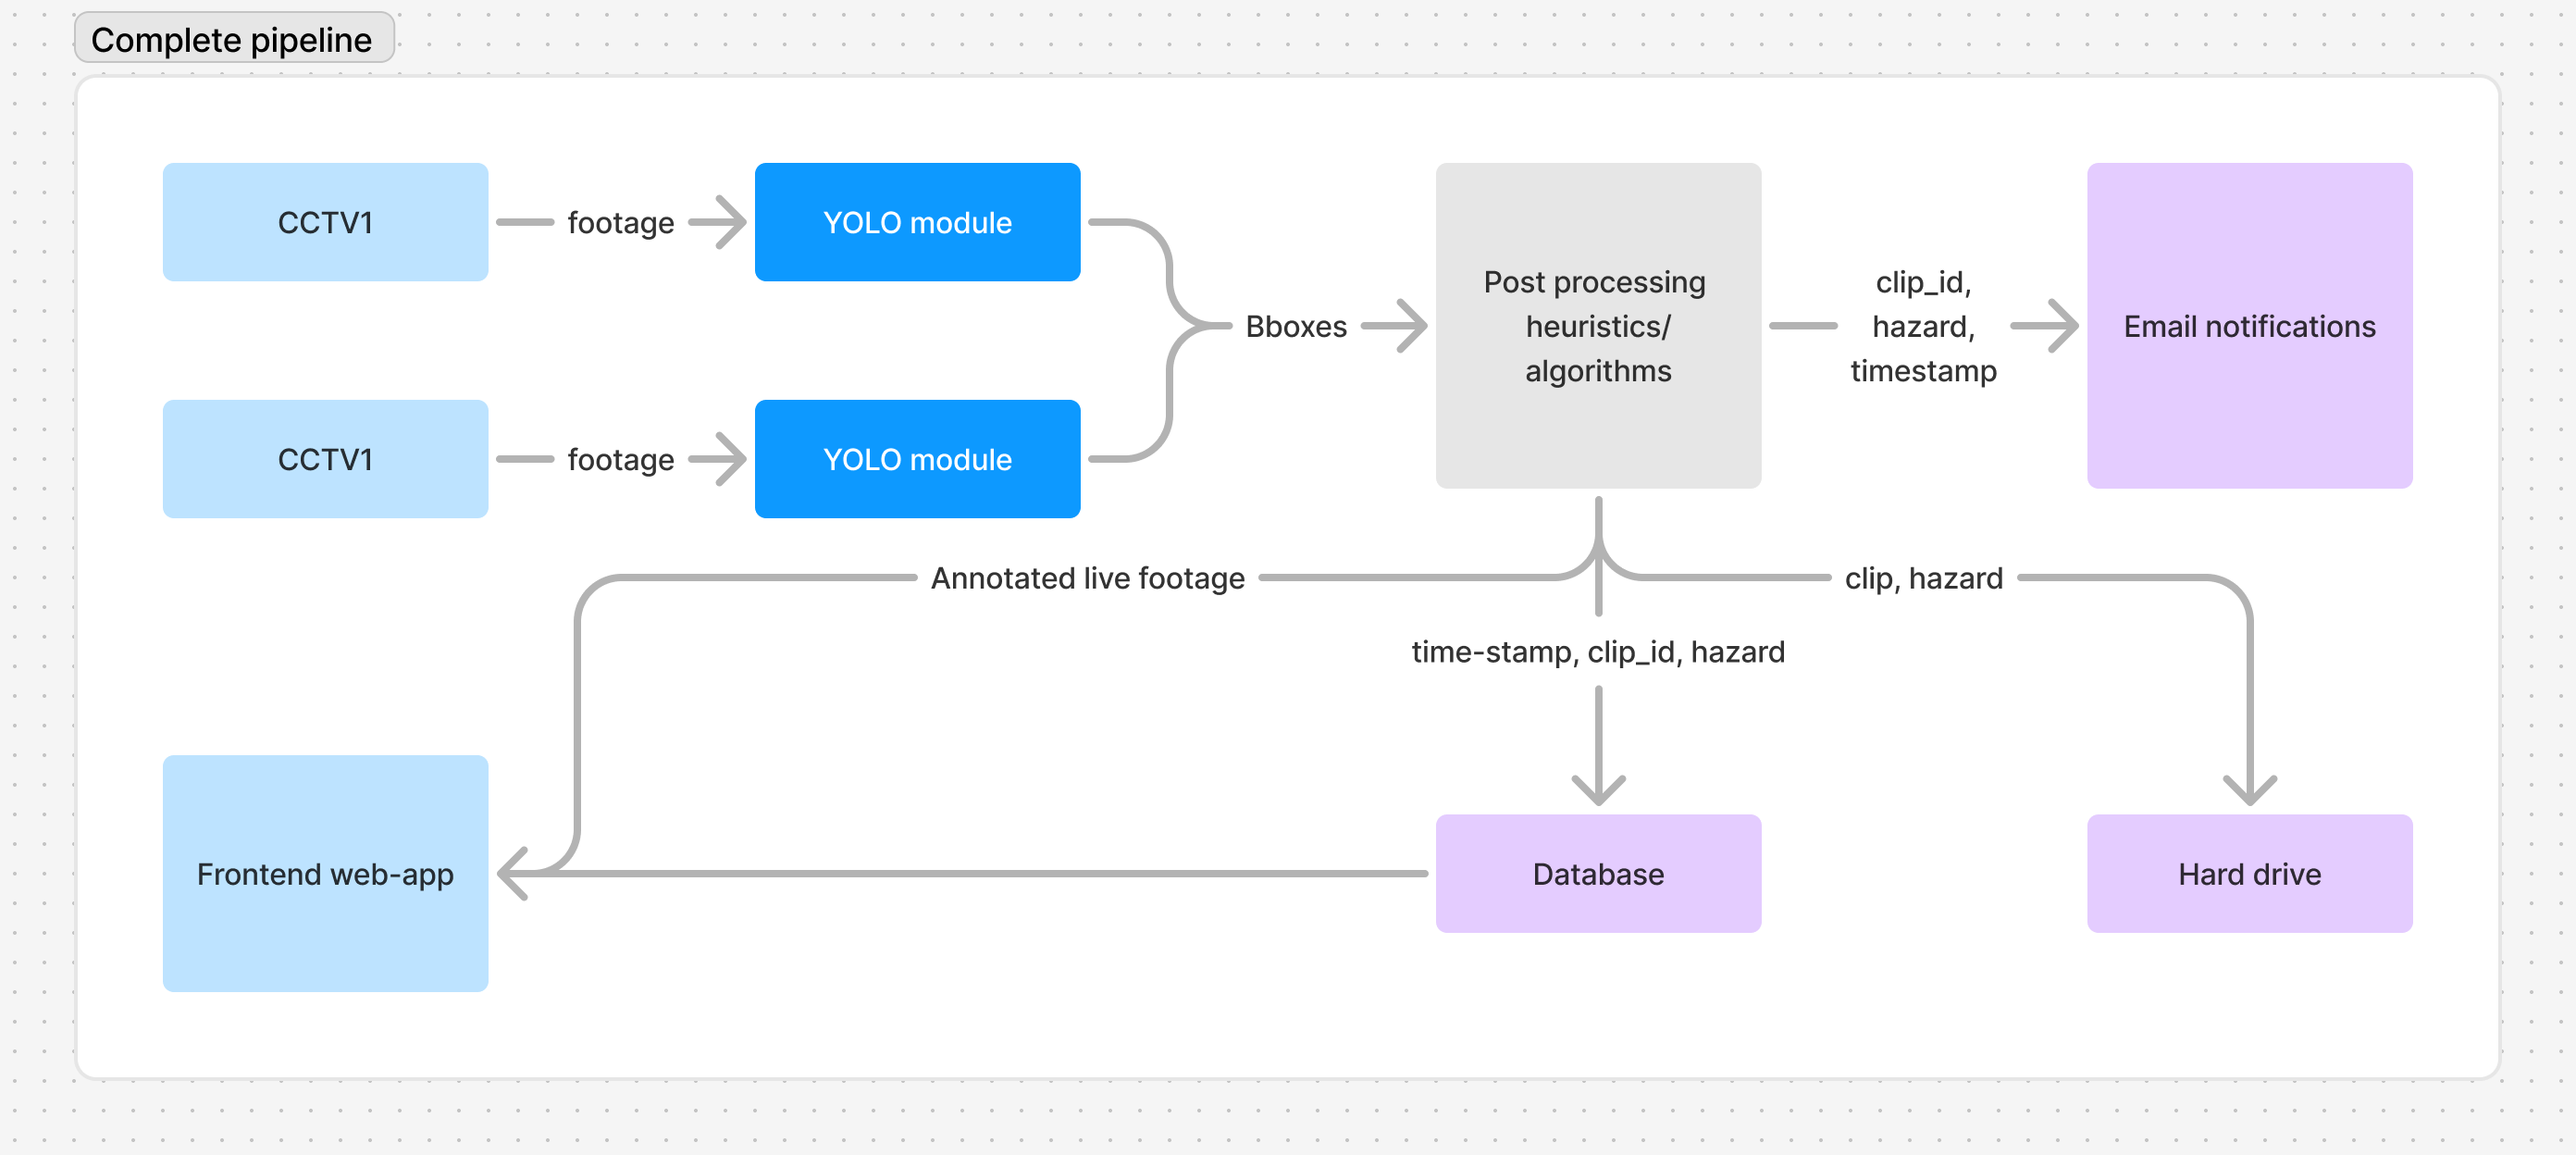 Complete pipeline
CCTV1
footage
YOLO module
CCTV1
footage
YOLO module
Bboxes
Post processing
heuristics/
algorithms
clip_id,
hazard,
timestamp
Email notifications
Annotated live footage
clip, hazard
time-stamp, clip_id, hazard
Frontend web-app
Database
Hard drive